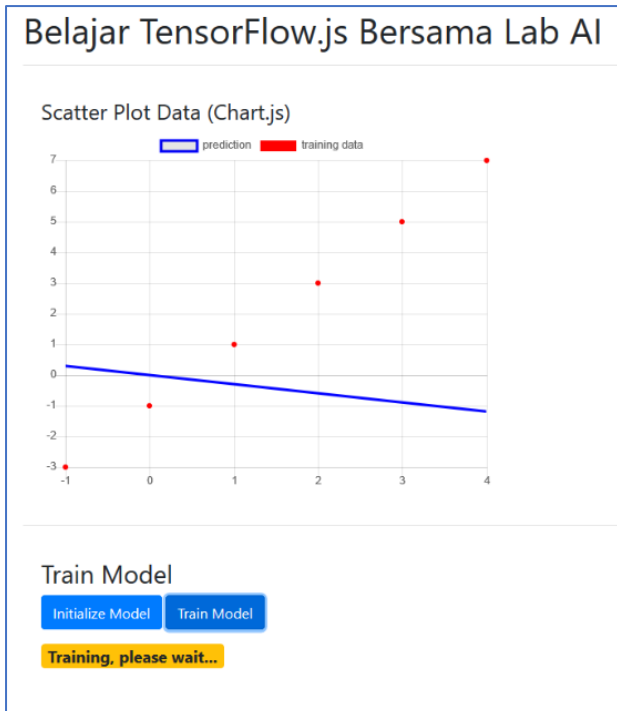 Belajar TensorFlow.js Bersama Lab AI
Scatter Plot Data (Chart.js)
prediction training data
7
6
5
4
3
2
1
0
-1
-2
-3
-1 0 1 2 3 4
Train Model
Initialize Model Train Model
Training, please wait...